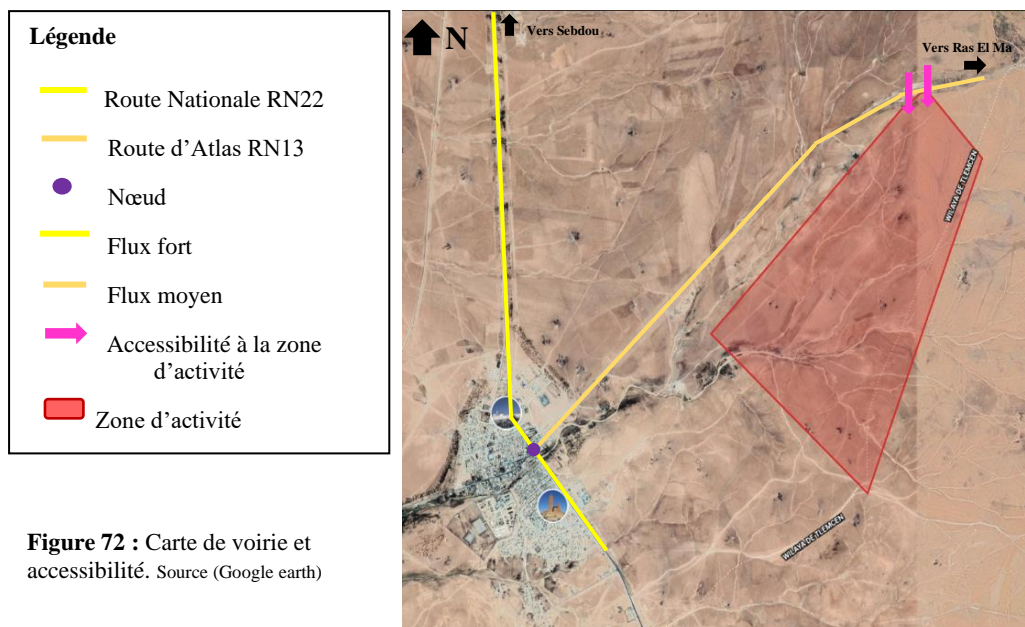 Légende
Route Nationale RN22
Route d'Atlas RN13
Nœud
Flux fort
Flux moyen
Accessibilité à la zone
d'activité
Zone d'activité
Figure 72 : Carte de voirie et
accessibilité. Source (Google earth)
N
Vers Sebdou
Vers Ras El Ma
WILAYA DE TLEMCEN
WILAYA DE TLEMCEN